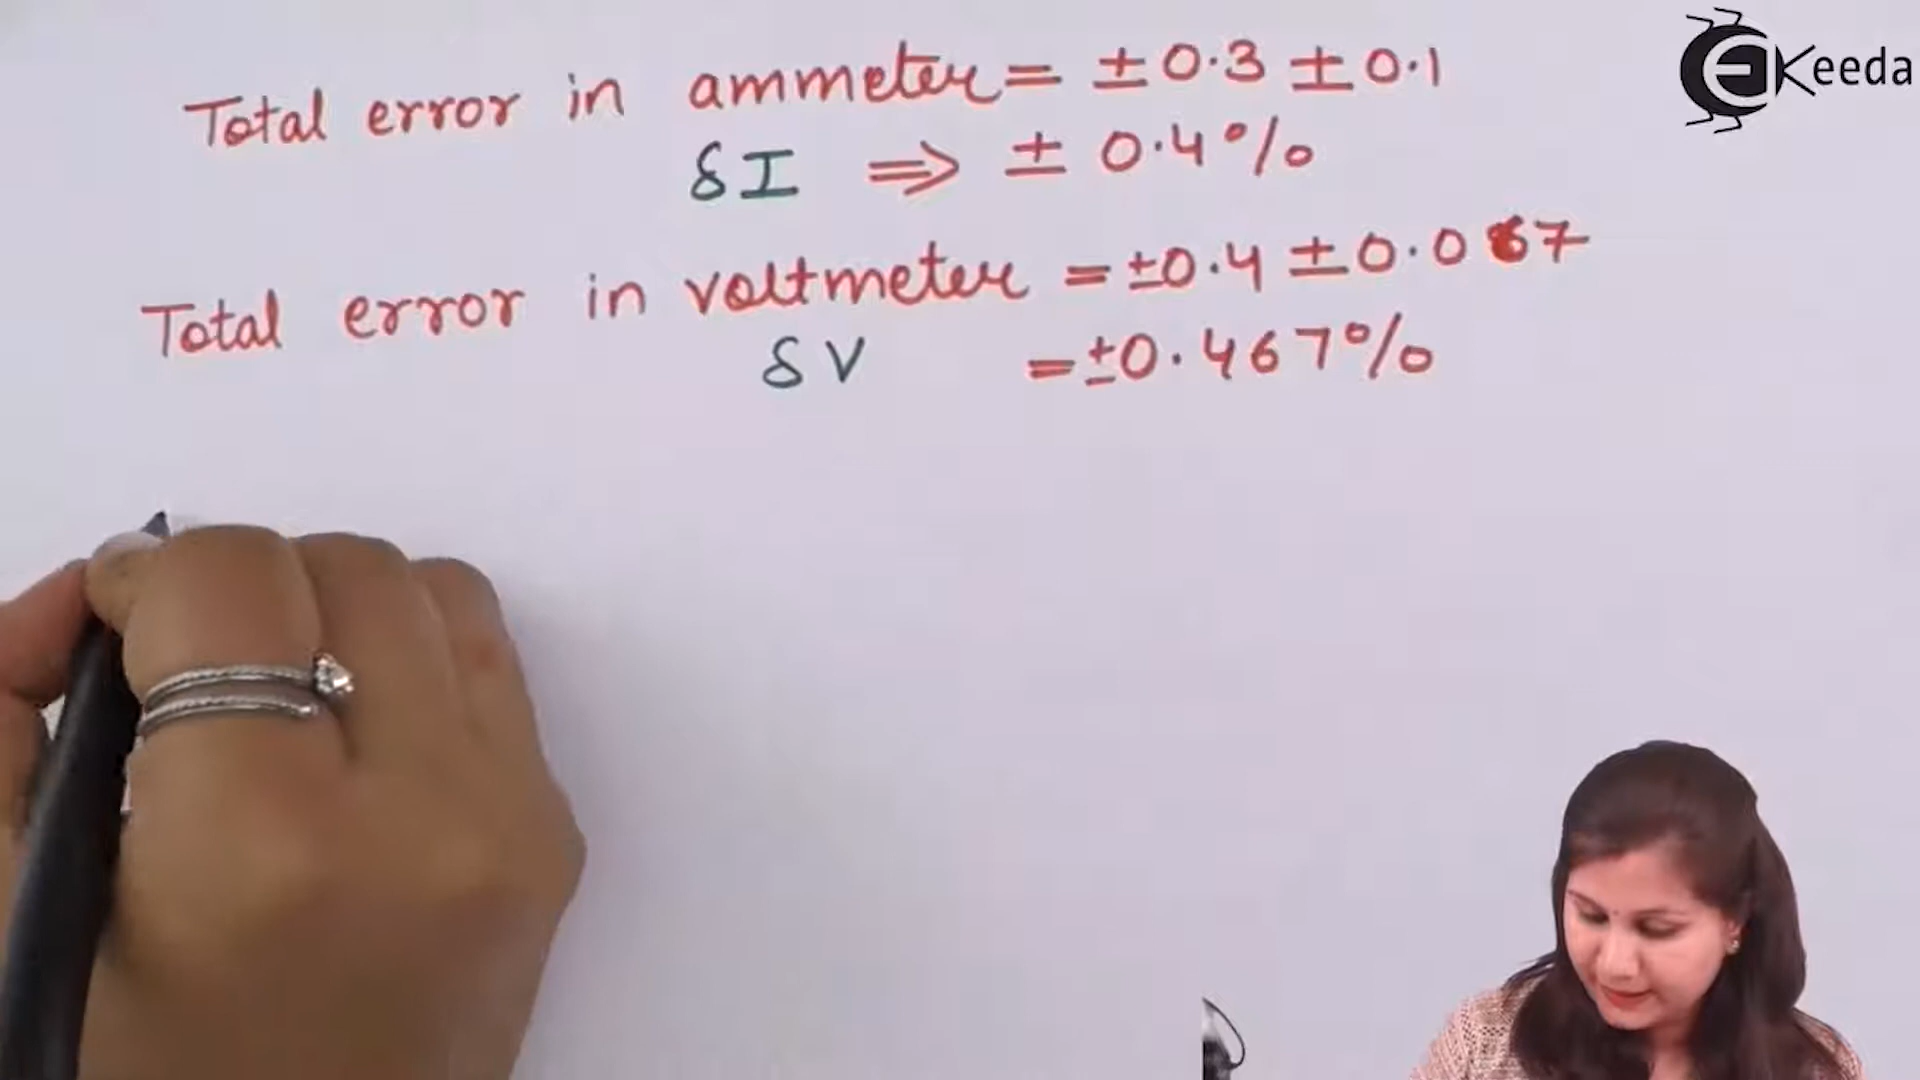 Total error in ammeter = ±0.3 ±0.1
δI ⇒ ± 0.4%
Total error in voltmeter = ±0.4 ±0.067
δV = ±0.467%
EKeeda